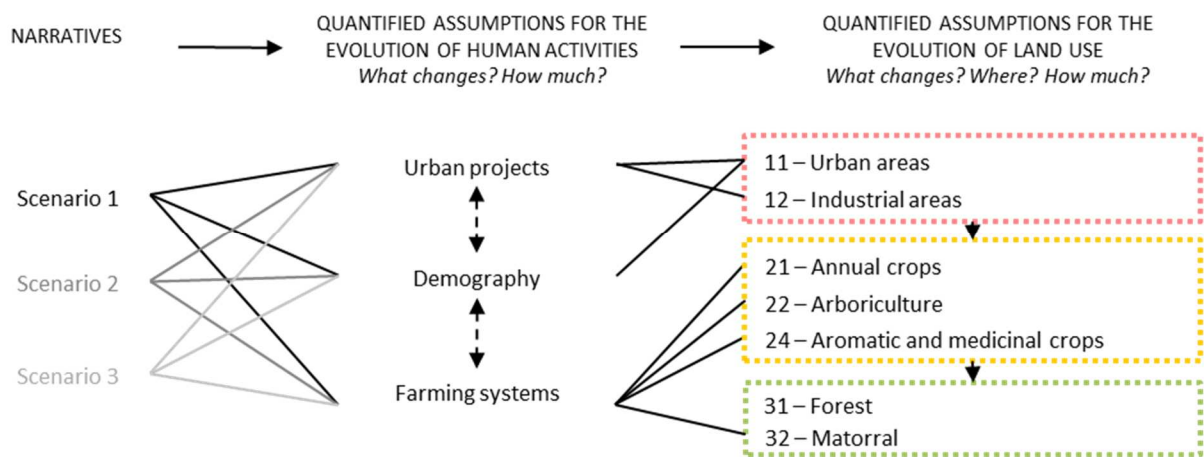 NARRATIVES
QUANTIFIED ASSUMPTIONS FOR THE
EVOLUTION OF HUMAN ACTIVITIES
What changes? How much?
QUANTIFIED ASSUMPTIONS FOR THE
EVOLUTION OF LAND USE
What changes? Where? How much?
Scenario 1
Scenario 2
Scenario 3
Urban projects
Demography
Farming systems
11 – Urban areas
12 – Industrial areas
21 – Annual crops
22 – Arboriculture
24 – Aromatic and medicinal crops
31 – Forest
32 – Matorral